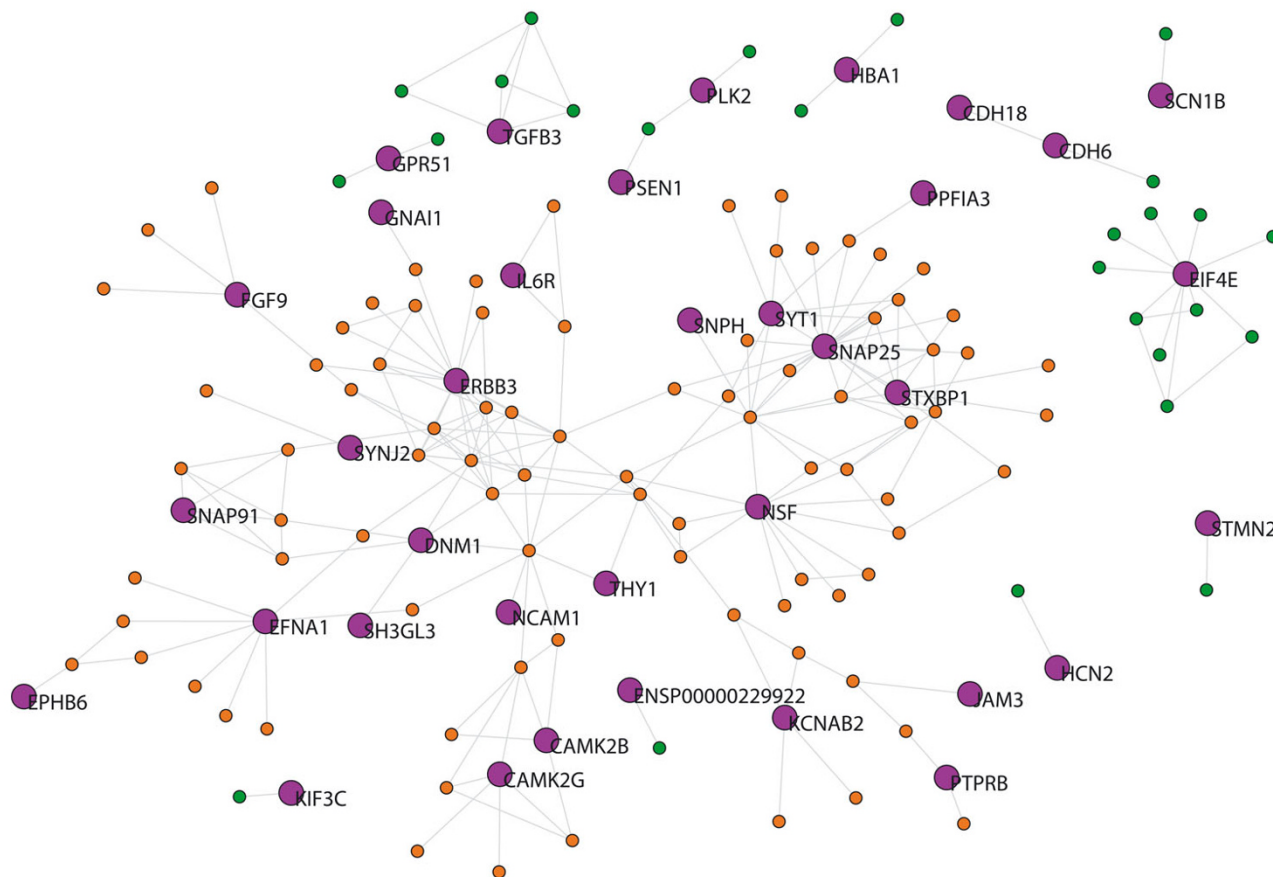 HBA1
PLK2
SCN1B
CDH18
TGFB3
CDH6
GPR51
PSEN1
PPFIA3
GNAI1
IL6R
EIF4E
FGF9
SNPH
SYT1
SNAP25
ERBB3
STXBP1
SYNJ2
SNAP91
NSF
STMN2
DNM1
THY1
NCAM1
EFNA1
SH3GL3
HCN2
EPHB6
ENSP00000229922
JAM3
KCNAB2
CAMK2B
CAMK2G
PTPRB
KIF3C